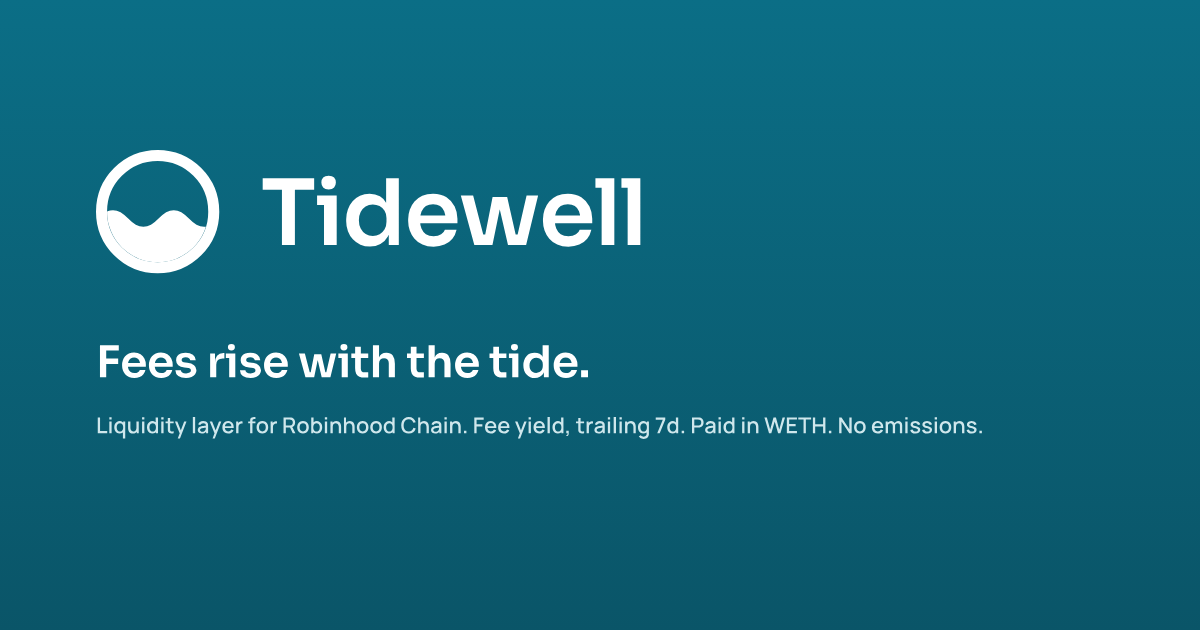 Tidewell
Fees rise with the tide.
Liquidity layer for Robinhood Chain. Fee yield, trailing 7d. Paid in WETH. No emissions.